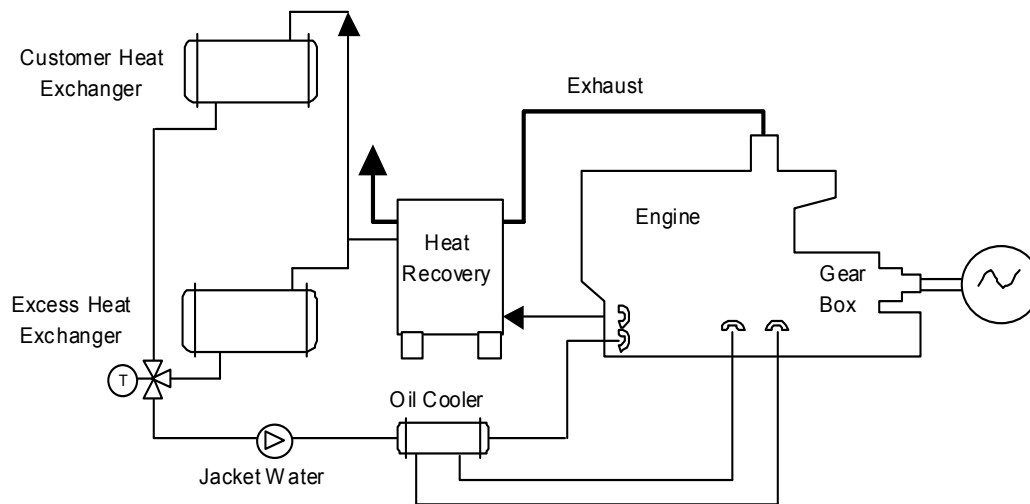 Customer Heat
Exchanger
Exhaust
Engine
Heat
Recovery
Gear
Box
Excess Heat
Exchanger
T
Oil Cooler
Jacket Water